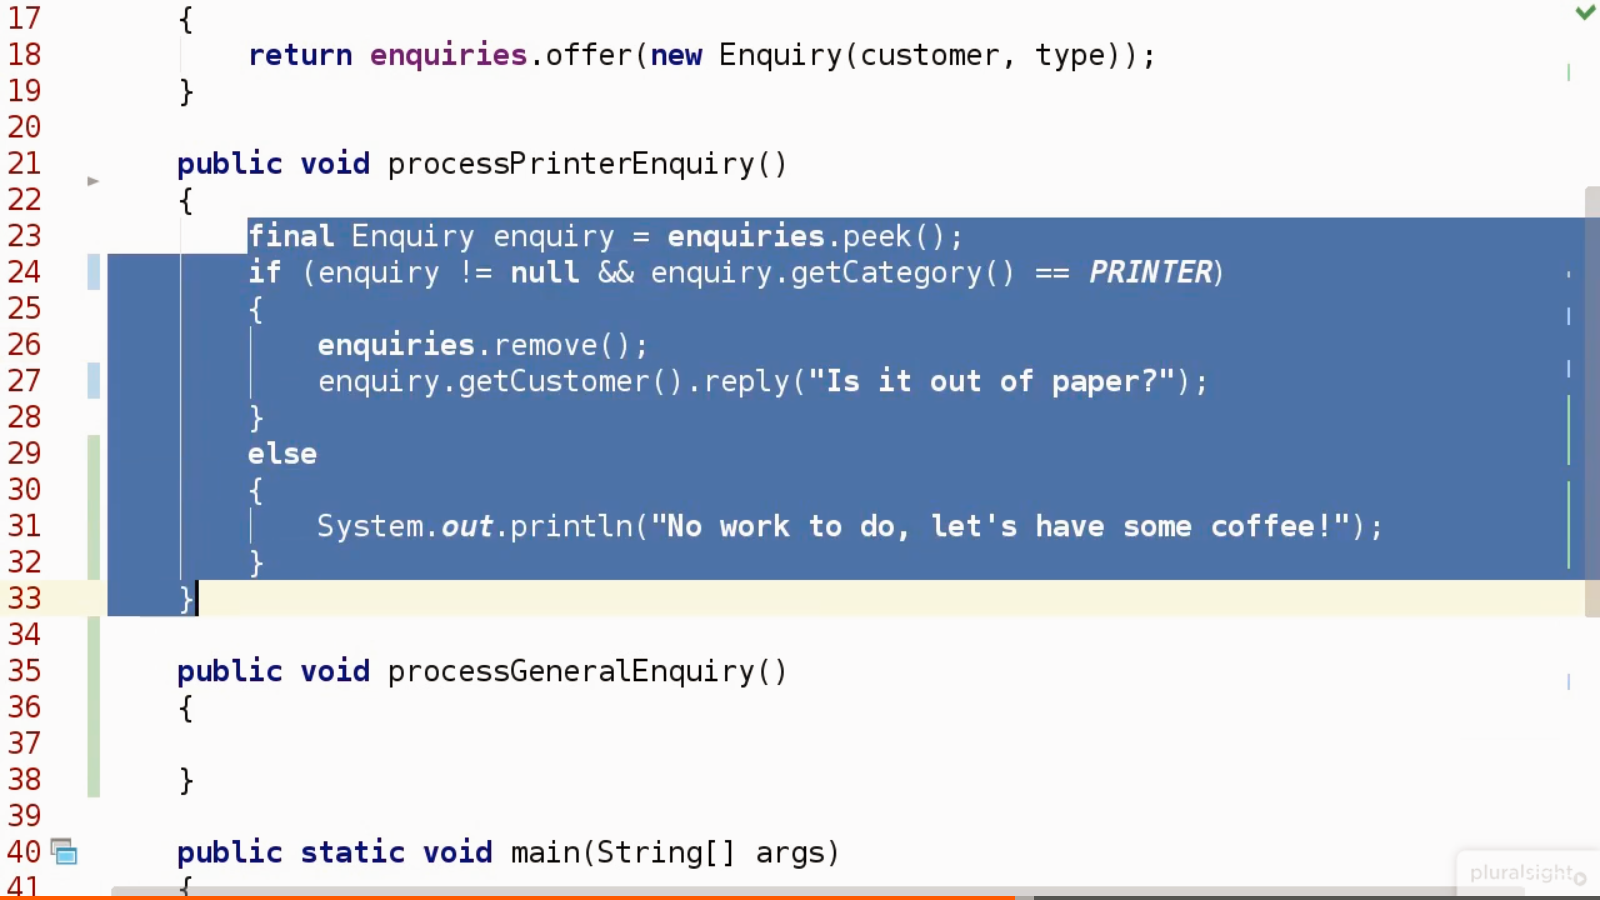 17 {
18 return enquiries.offer(new Enquiry(customer, type));
19 }
20
21 public void processPrinterEnquiry()
22 {
23 final Enquiry enquiry = enquiries.peek();
24 if (enquiry != null && enquiry.getCategory() == PRINTER)
25 {
26 enquiries.remove();
27 enquiry.getCustomer().reply("Is it out of paper?");
28 }
29 else
30 {
31 System.out.println("No work to do, let's have some coffee!");
32 }
33 }
34
35 public void processGeneralEnquiry()
36 {
37
38 }
39
40 public static void main(String[] args)
41 {
pluralsight